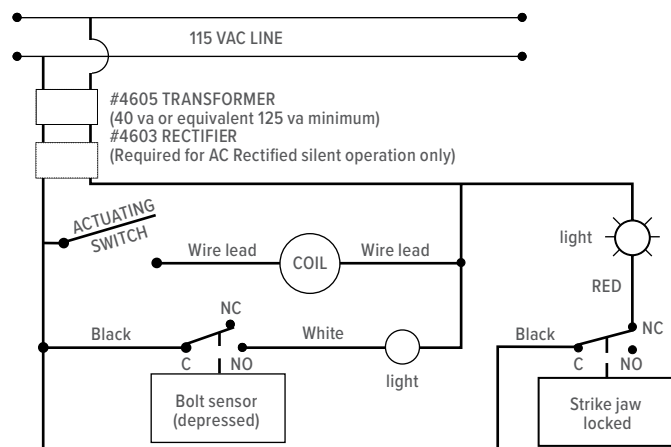 115 VAC LINE
#4605 TRANSFORMER
(40 va or equivalent 125 va minimum)
#4603 RECTIFIER
(Required for AC Rectified silent operation only)
ACTUATING
SWITCH
Wire lead
COIL
Wire lead
light
RED
NC
Black
White
C
NO
light
Black
NC
C
NO
Bolt sensor
(depressed)
Strike jaw
locked